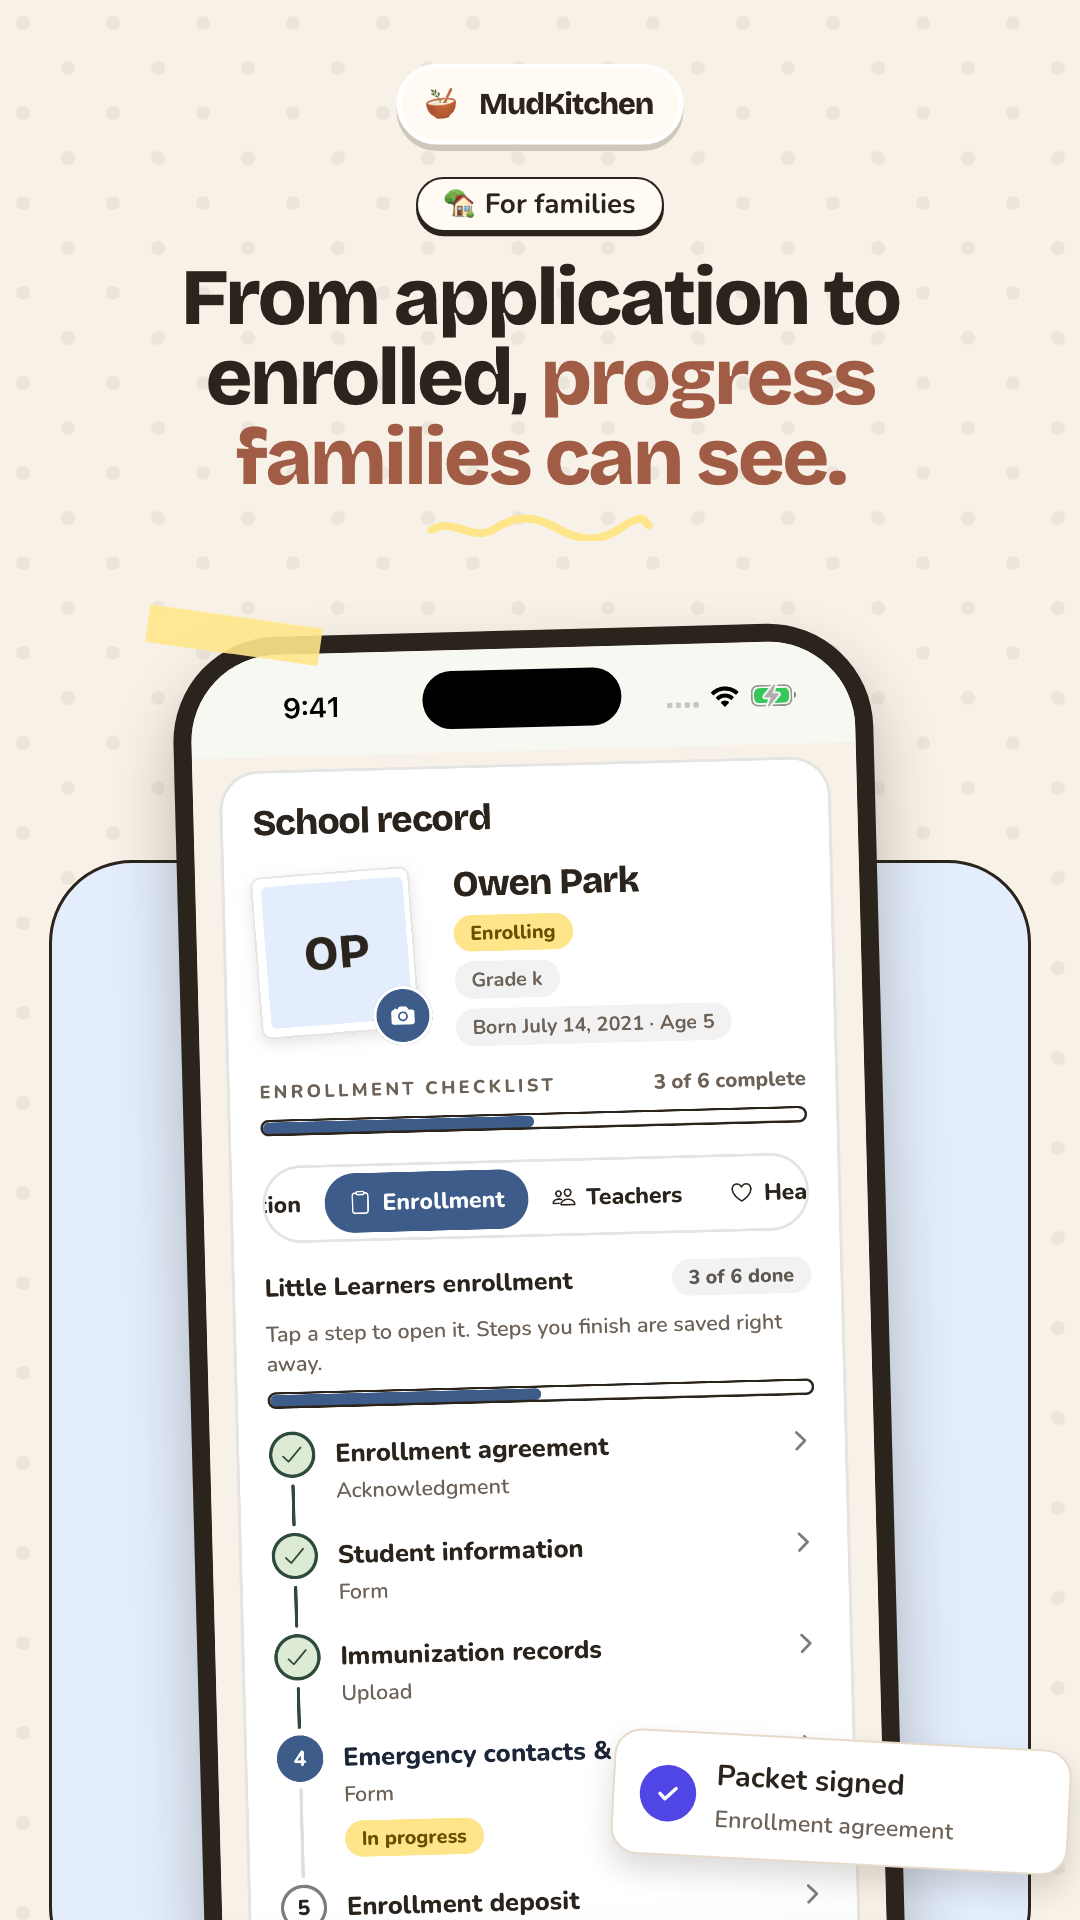 MudKitchen
For families
From application to
enrolled, progress
families can see.
9:41
School record
OP
Owen Park
Enrolling
Grade k
Born July 14, 2021 · Age 5
ENROLLMENT CHECKLIST
3 of 6 complete
tion
Enrollment
Teachers
Hea
Little Learners enrollment
3 of 6 done
Tap a step to open it. Steps you finish are saved right
away.
Enrollment agreement
Acknowledgment
Student information
Form
Immunization records
Upload
4
Emergency contacts &
Form
In progress
Packet signed
Enrollment agreement
5
Enrollment deposit